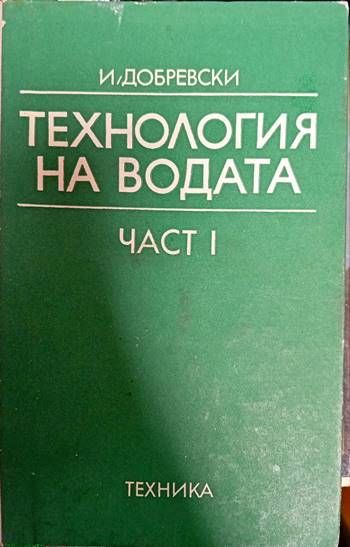 И. ДОБРЕВСКИ
ТЕХНОЛОГИЯ
НА ВОДАТА
ЧАСТ I
ТЕХНИКА